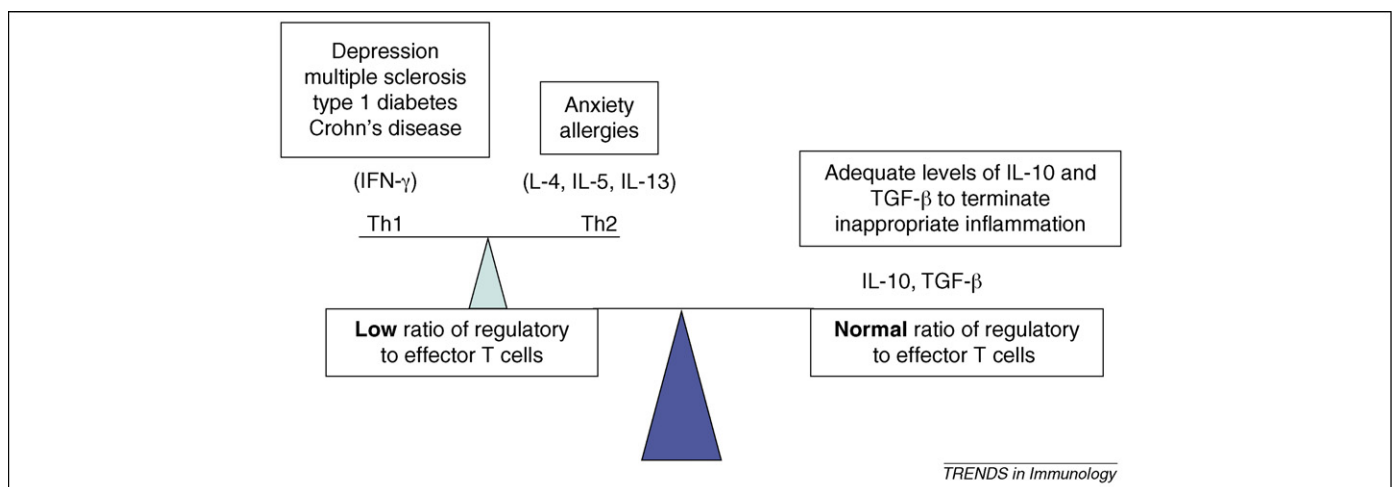 Depression
multiple sclerosis
type 1 diabetes
Crohn's disease
Anxiety
allergies
(IFN-γ)
(L-4, IL-5, IL-13)
Th1
Th2
Adequate levels of IL-10 and
TGF-β to terminate
inappropriate inflammation
IL-10, TGF-β
Low ratio of regulatory
to effector T cells
Normal ratio of regulatory
to effector T cells
TRENDS in Immunology